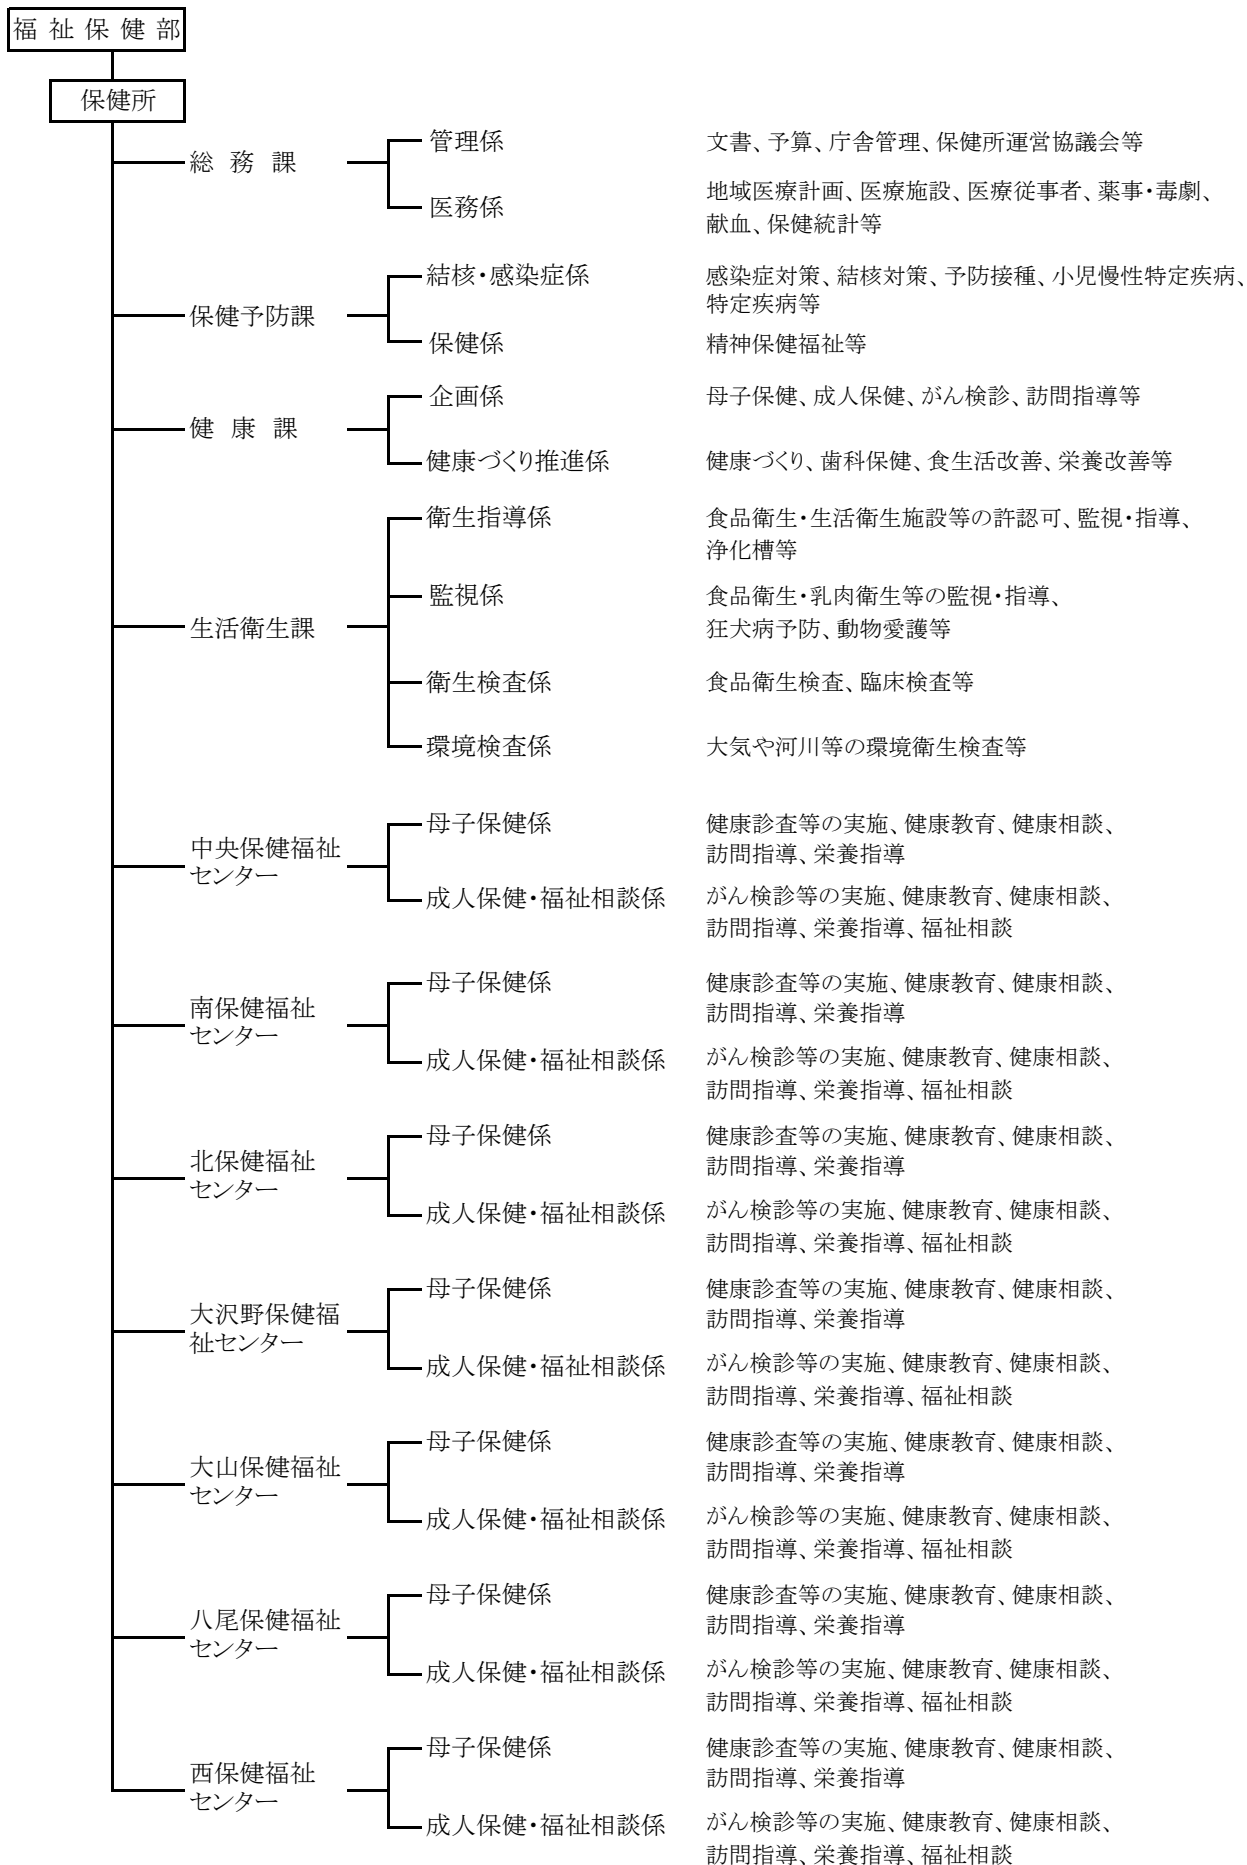 福祉保健部
保健所
総務課
管理係
文書、予算、庁舎管理、保健所運営協議会等
医務係
地域医療計画、医療施設、医療従事者、薬事・毒劇、
献血、保健統計等
保健予防課
結核・感染症係
感染症対策、結核対策、予防接種、小児慢性特定疾病、
特定疾病等
保健係
精神保健福祉等
健康課
企画係
母子保健、成人保健、がん検診、訪問指導等
健康づくり推進係
健康づくり、歯科保健、食生活改善、栄養改善等
生活衛生課
衛生指導係
食品衛生・生活衛生施設等の許認可、監視・指導、
浄化槽等
監視係
食品衛生・乳肉衛生等の監視・指導、
狂犬病予防、動物愛護等
衛生検査係
食品衛生検査、臨床検査等
環境検査係
大気や河川等の環境衛生検査等
中央保健福祉
センター
母子保健係
健康診査等の実施、健康教育、健康相談、
訪問指導、栄養指導
成人保健・福祉相談係
がん検診等の実施、健康教育、健康相談、
訪問指導、栄養指導、福祉相談
南保健福祉
センター
母子保健係
健康診査等の実施、健康教育、健康相談、
訪問指導、栄養指導
成人保健・福祉相談係
がん検診等の実施、健康教育、健康相談、
訪問指導、栄養指導、福祉相談
北保健福祉
センター
母子保健係
健康診査等の実施、健康教育、健康相談、
訪問指導、栄養指導
成人保健・福祉相談係
がん検診等の実施、健康教育、健康相談、
訪問指導、栄養指導、福祉相談
大沢野保健福
祉センター
母子保健係
健康診査等の実施、健康教育、健康相談、
訪問指導、栄養指導
成人保健・福祉相談係
がん検診等の実施、健康教育、健康相談、
訪問指導、栄養指導、福祉相談
大山保健福祉
センター
母子保健係
健康診査等の実施、健康教育、健康相談、
訪問指導、栄養指導
成人保健・福祉相談係
がん検診等の実施、健康教育、健康相談、
訪問指導、栄養指導、福祉相談
八尾保健福祉
センター
母子保健係
健康診査等の実施、健康教育、健康相談、
訪問指導、栄養指導
成人保健・福祉相談係
がん検診等の実施、健康教育、健康相談、
訪問指導、栄養指導、福祉相談
西保健福祉
センター
母子保健係
健康診査等の実施、健康教育、健康相談、
訪問指導、栄養指導
成人保健・福祉相談係
がん検診等の実施、健康教育、健康相談、
訪問指導、栄養指導、福祉相談